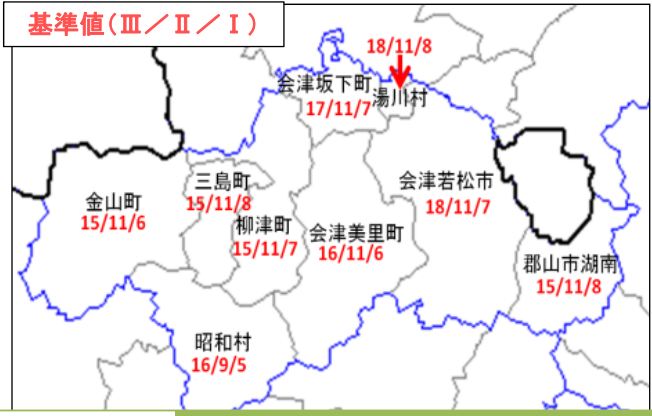 基準値(Ⅲ／Ⅱ／Ⅰ)
18/11/8
会津坂下町
17/11/7
湯川村
三島町
15/11/8
会津若松市
18/11/7
金山町
15/11/6
柳津町
15/11/7
会津美里町
16/11/6
郡山市湖南
15/11/8
昭和村
16/9/5